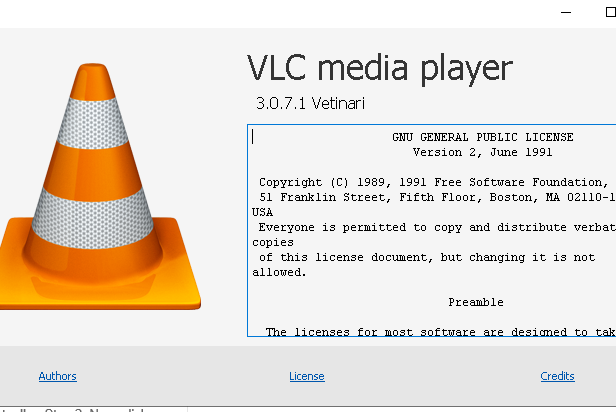 VLC media player
3.0.7.1 Vetinari
GNU GENERAL PUBLIC LICENSE
Version 2, June 1991
Copyright (C) 1989, 1991 Free Software Foundation,
51 Franklin Street, Fifth Floor, Boston, MA 02110-1
USA
Everyone is permitted to copy and distribute verbat
copies
of this license document, but changing it is not
allowed.
Preamble
The licenses for most software are designed to tak
Authors
License
Credits